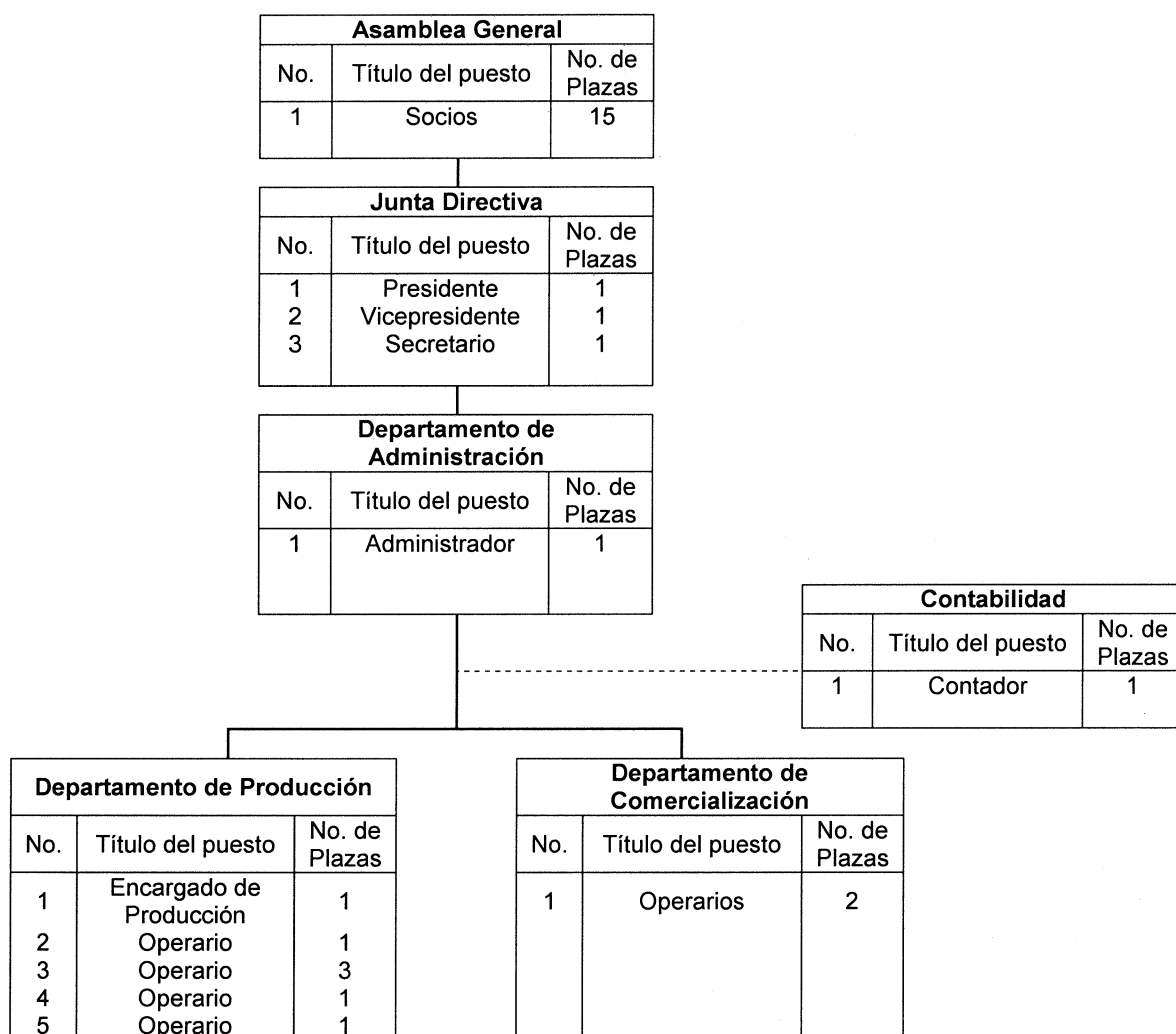 Asamblea General
No. Título del puesto No. de Plazas
1 Socios 15
Junta Directiva
No. Título del puesto No. de Plazas
1 Presidente 1
2 Vicepresidente 1
3 Secretario 1
Departamento de
Administración
No. Título del puesto No. de Plazas
1 Administrador 1
Contabilidad
No. Título del puesto No. de Plazas
1 Contador 1
Departamento de Producción
No. Título del puesto No. de Plazas
1 Encargado de Producción 1
2 Operario 1
3 Operario 3
4 Operario 1
5 Operario 1
Departamento de
Comercialización
No. Título del puesto No. de Plazas
1 Operarios 2